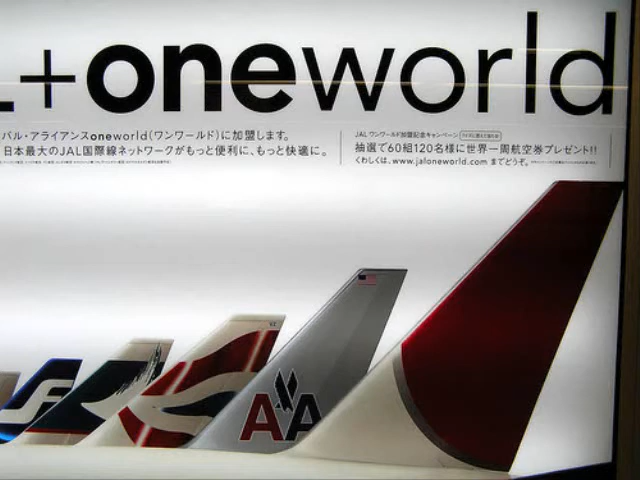 L+oneworld
バル・アライアンスoneworld(ワンワールド)に加盟します。
日本最大のJAL国際線ネットワークがもっと便利に、もっと快適に。
JAL ワンワールド加盟記念キャンペーン
抽選で60組120名様に世界一周航空券プレゼント!!
くわしくは、www.jaloneworld.com までどうぞ。
AA
F